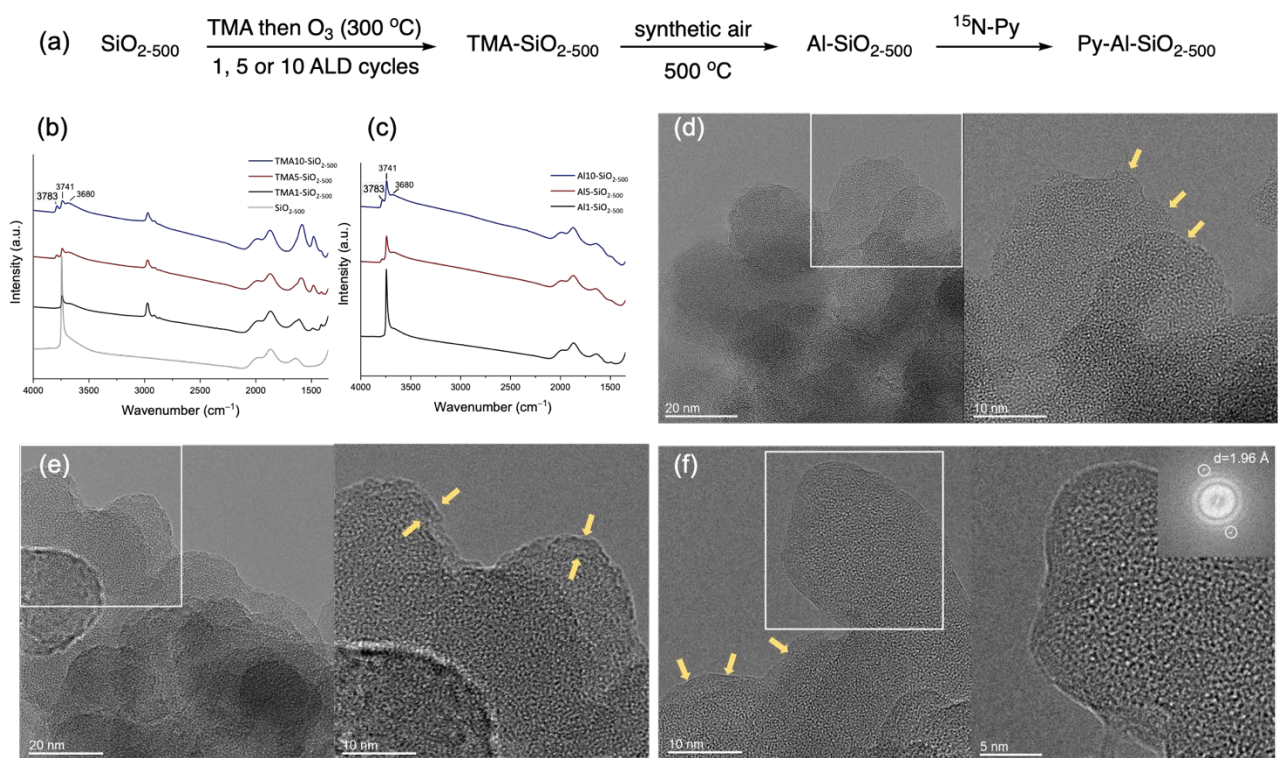 (a) SiO2-500 TMA then O3 (300 oC) 1, 5 or 10 ALD cycles TMA-SiO2-500 synthetic air 500 oC Al-SiO2-500 15N-Py Py-Al-SiO2-500
(b)
TMA10-SiO2-500
TMA5-SiO2-500
TMA1-SiO2-500
SiO2-500
3783
3741
3680
Intensity (a.u.)
4000 3500 3000 2500 2000 1500
Wavenumber (cm−1)
(c)
Al10-SiO2-500
Al5-SiO2-500
Al1-SiO2-500
3783
3741
3680
Intensity (a.u.)
4000 3500 3000 2500 2000 1500
Wavenumber (cm−1)
(d)
20 nm
10 nm
(e)
20 nm
10 nm
(f)
d=1.96 Å
10 nm
5 nm